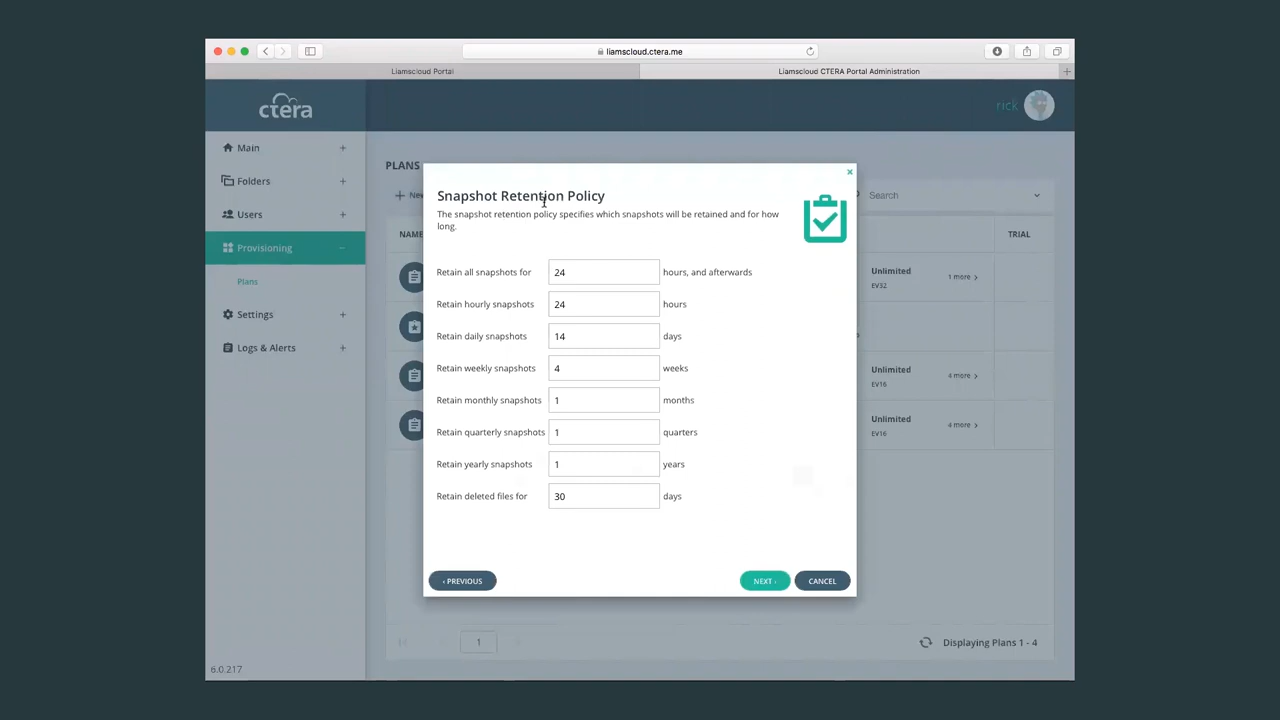 liamscloud.ctera.me
Liamscloud Portal
Liamscloud CTERA Portal Administration
ctera
rick
Main
Folders
Users
Provisioning
Plans
Settings
Logs & Alerts
6.0.217
PLANS
Search
NAME
TRIAL
Unlimited
EV32
1 more
Unlimited
EV16
4 more
Unlimited
EV16
4 more
1
Displaying Plans 1 - 4
Snapshot Retention Policy
The snapshot retention policy specifies which snapshots will be retained and for how
long.
Retain all snapshots for 24 hours, and afterwards
Retain hourly snapshots 24 hours
Retain daily snapshots 14 days
Retain weekly snapshots 4 weeks
Retain monthly snapshots 1 months
Retain quarterly snapshots 1 quarters
Retain yearly snapshots 1 years
Retain deleted files for 30 days
‹ PREVIOUS
NEXT ›
CANCEL